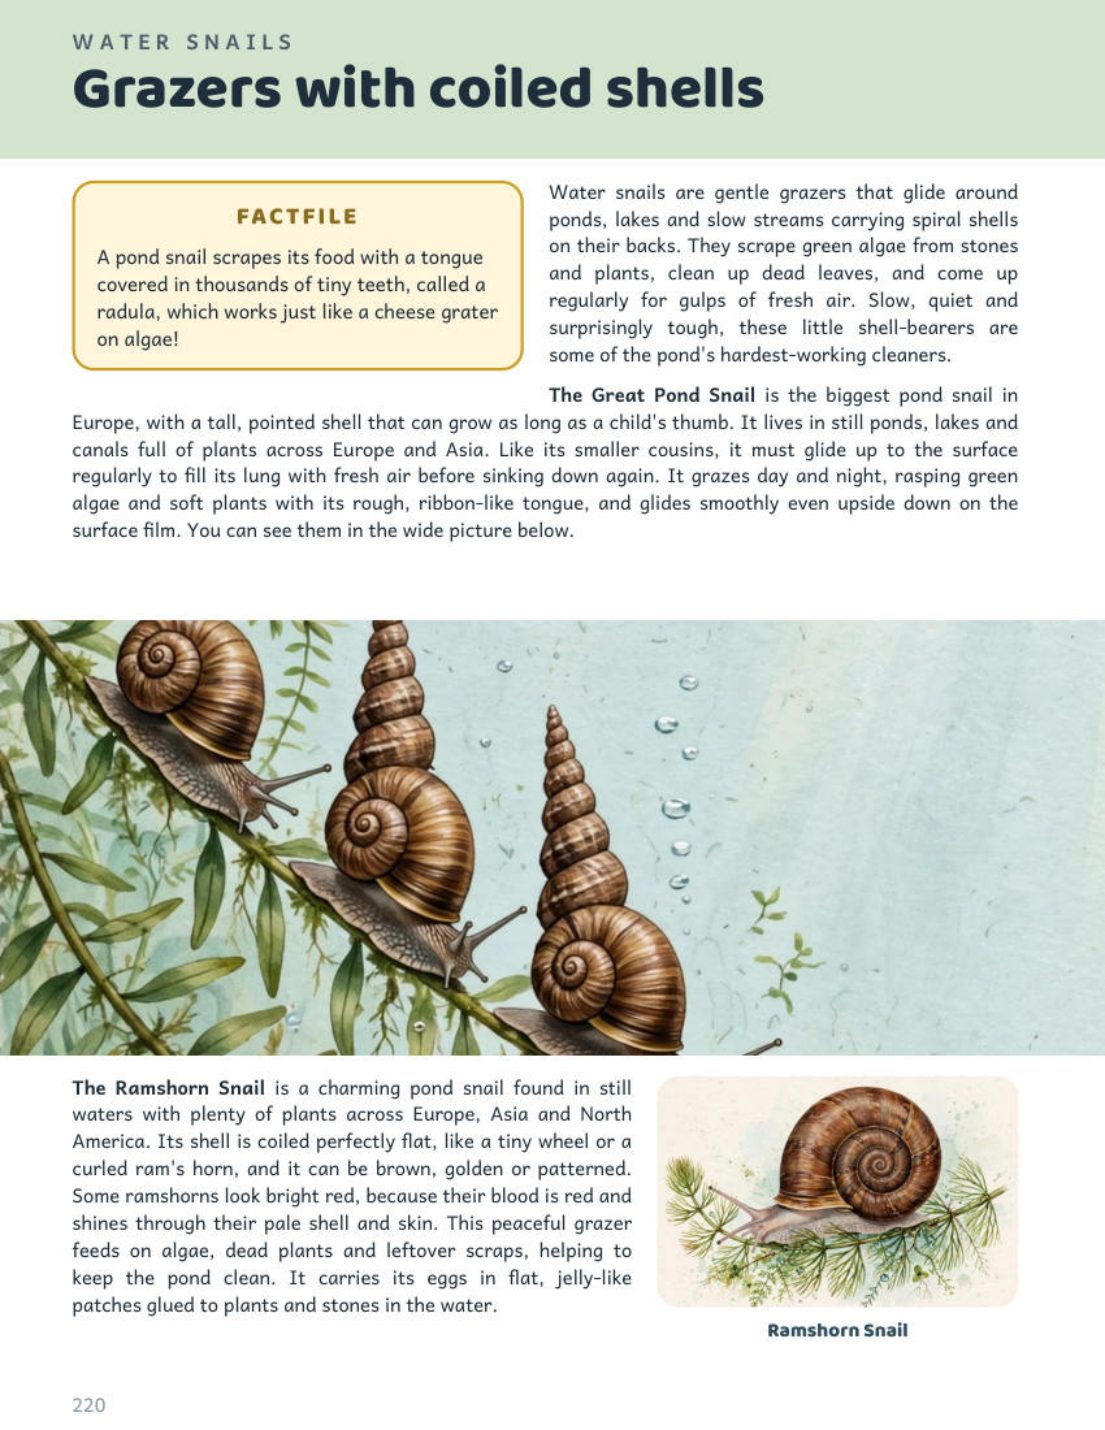 WATER SNAILS
Grazers with coiled shells
FACTFILE
A pond snail scrapes its food with a tongue
covered in thousands of tiny teeth, called a
radula, which works just like a cheese grater
on algae!
Water snails are gentle grazers that glide around
ponds, lakes and slow streams carrying spiral shells
on their backs. They scrape green algae from stones
and plants, clean up dead leaves, and come up
regularly for gulps of fresh air. Slow, quiet and
surprisingly tough, these little shell-bearers are
some of the pond's hardest-working cleaners.
The Great Pond Snail is the biggest pond snail in
Europe, with a tall, pointed shell that can grow as long as a child's thumb. It lives in still ponds, lakes and
canals full of plants across Europe and Asia. Like its smaller cousins, it must glide up to the surface
regularly to fill its lung with fresh air before sinking down again. It grazes day and night, rasping green
algae and soft plants with its rough, ribbon-like tongue, and glides smoothly even upside down on the
surface film. You can see them in the wide picture below.
The Ramshorn Snail is a charming pond snail found in still
waters with plenty of plants across Europe, Asia and North
America. Its shell is coiled perfectly flat, like a tiny wheel or a
curled ram's horn, and it can be brown, golden or patterned.
Some ramshorns look bright red, because their blood is red and
shines through their pale shell and skin. This peaceful grazer
feeds on algae, dead plants and leftover scraps, helping to
keep the pond clean. It carries its eggs in flat, jelly-like
patches glued to plants and stones in the water.
Ramshorn Snail
220